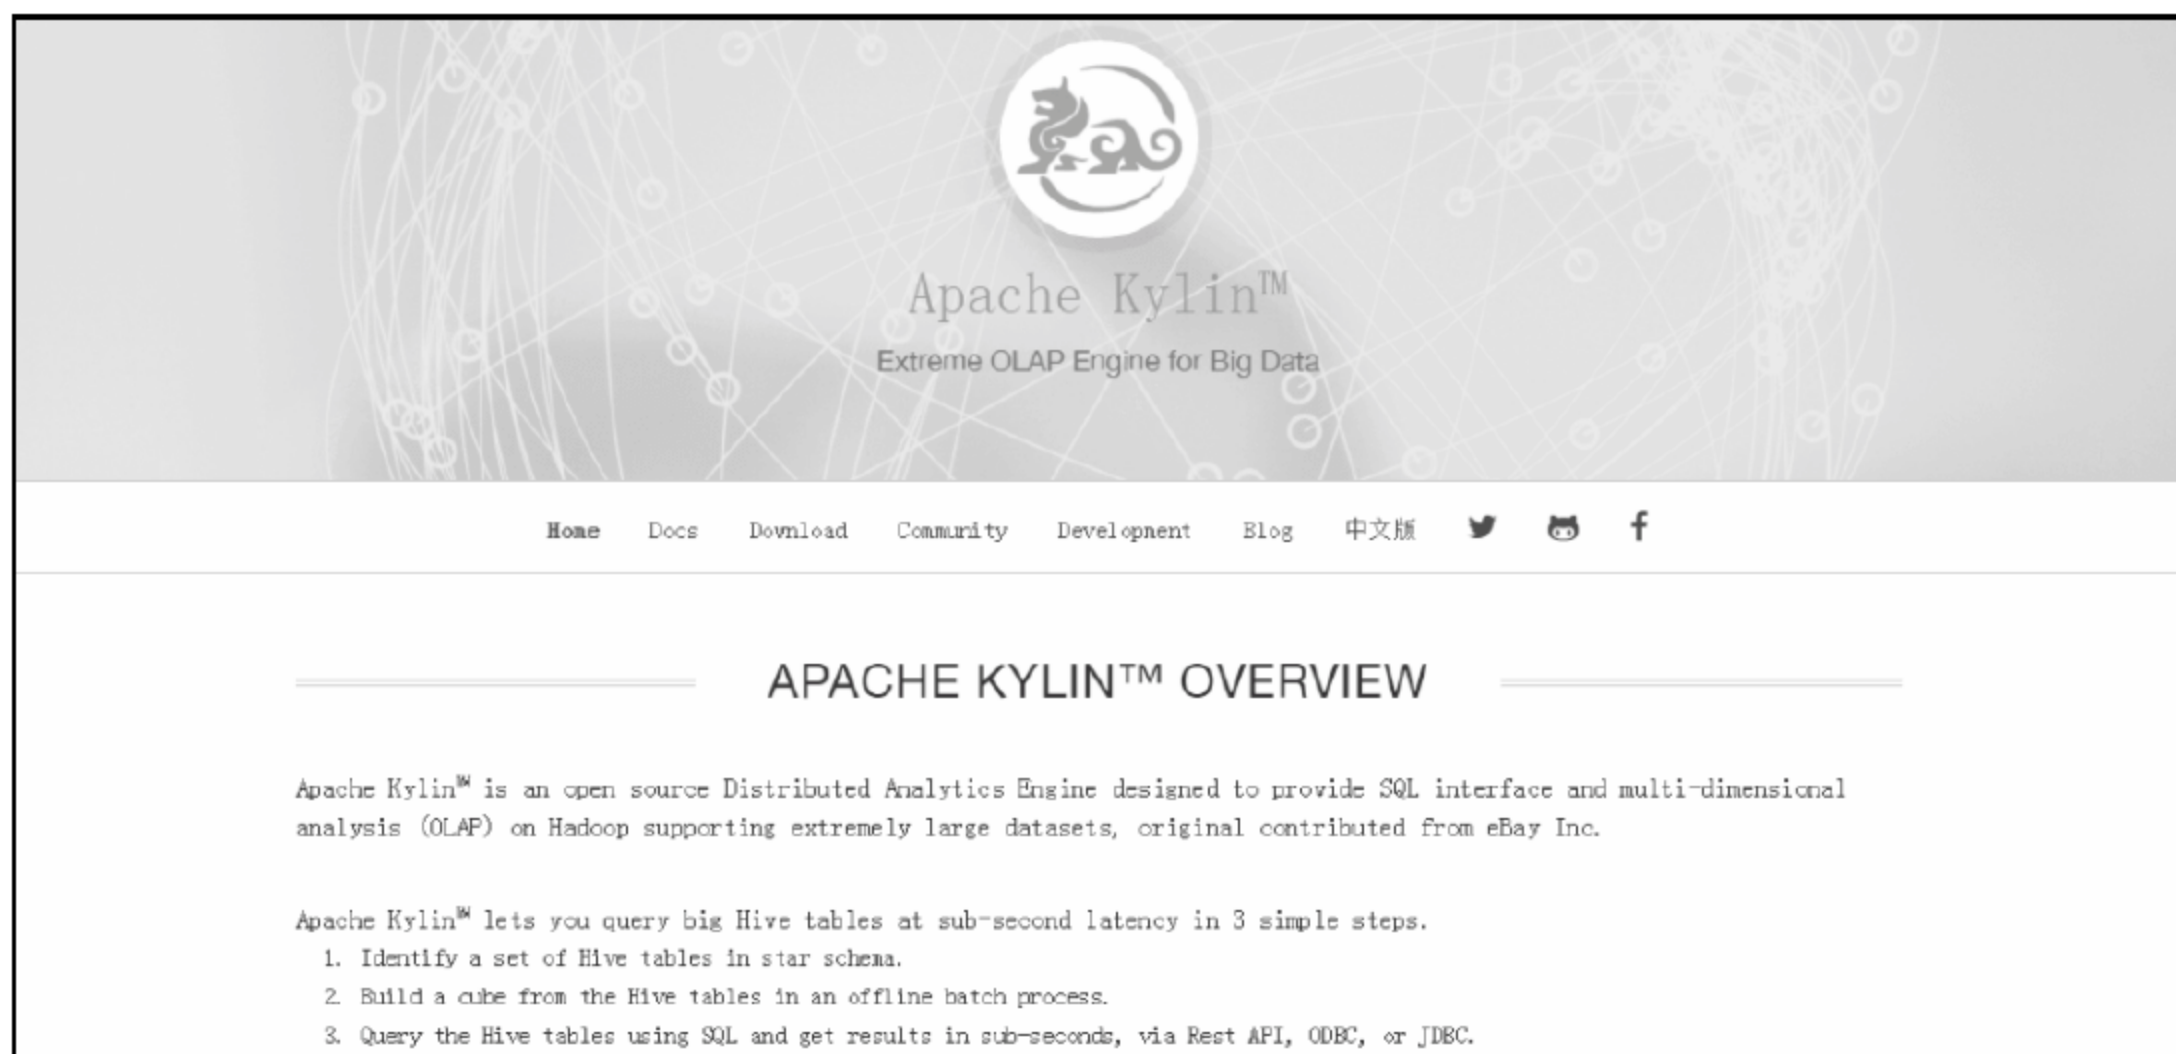 Apache Kylin™
Extreme OLAP Engine for Big Data
Home Docs Download Community Development Blog 中文版
APACHE KYLIN™ OVERVIEW
Apache Kylin™ is an open source Distributed Analytics Engine designed to provide SQL interface and multi-dimensional
analysis (OLAP) on Hadoop supporting extremely large datasets, original contributed from eBay Inc.
Apache Kylin™ lets you query big Hive tables at sub-second latency in 3 simple steps.
1. Identify a set of Hive tables in star schema.
2. Build a cube from the Hive tables in an offline batch process.
3. Query the Hive tables using SQL and get results in sub-seconds, via Rest API, ODBC, or JDBC.